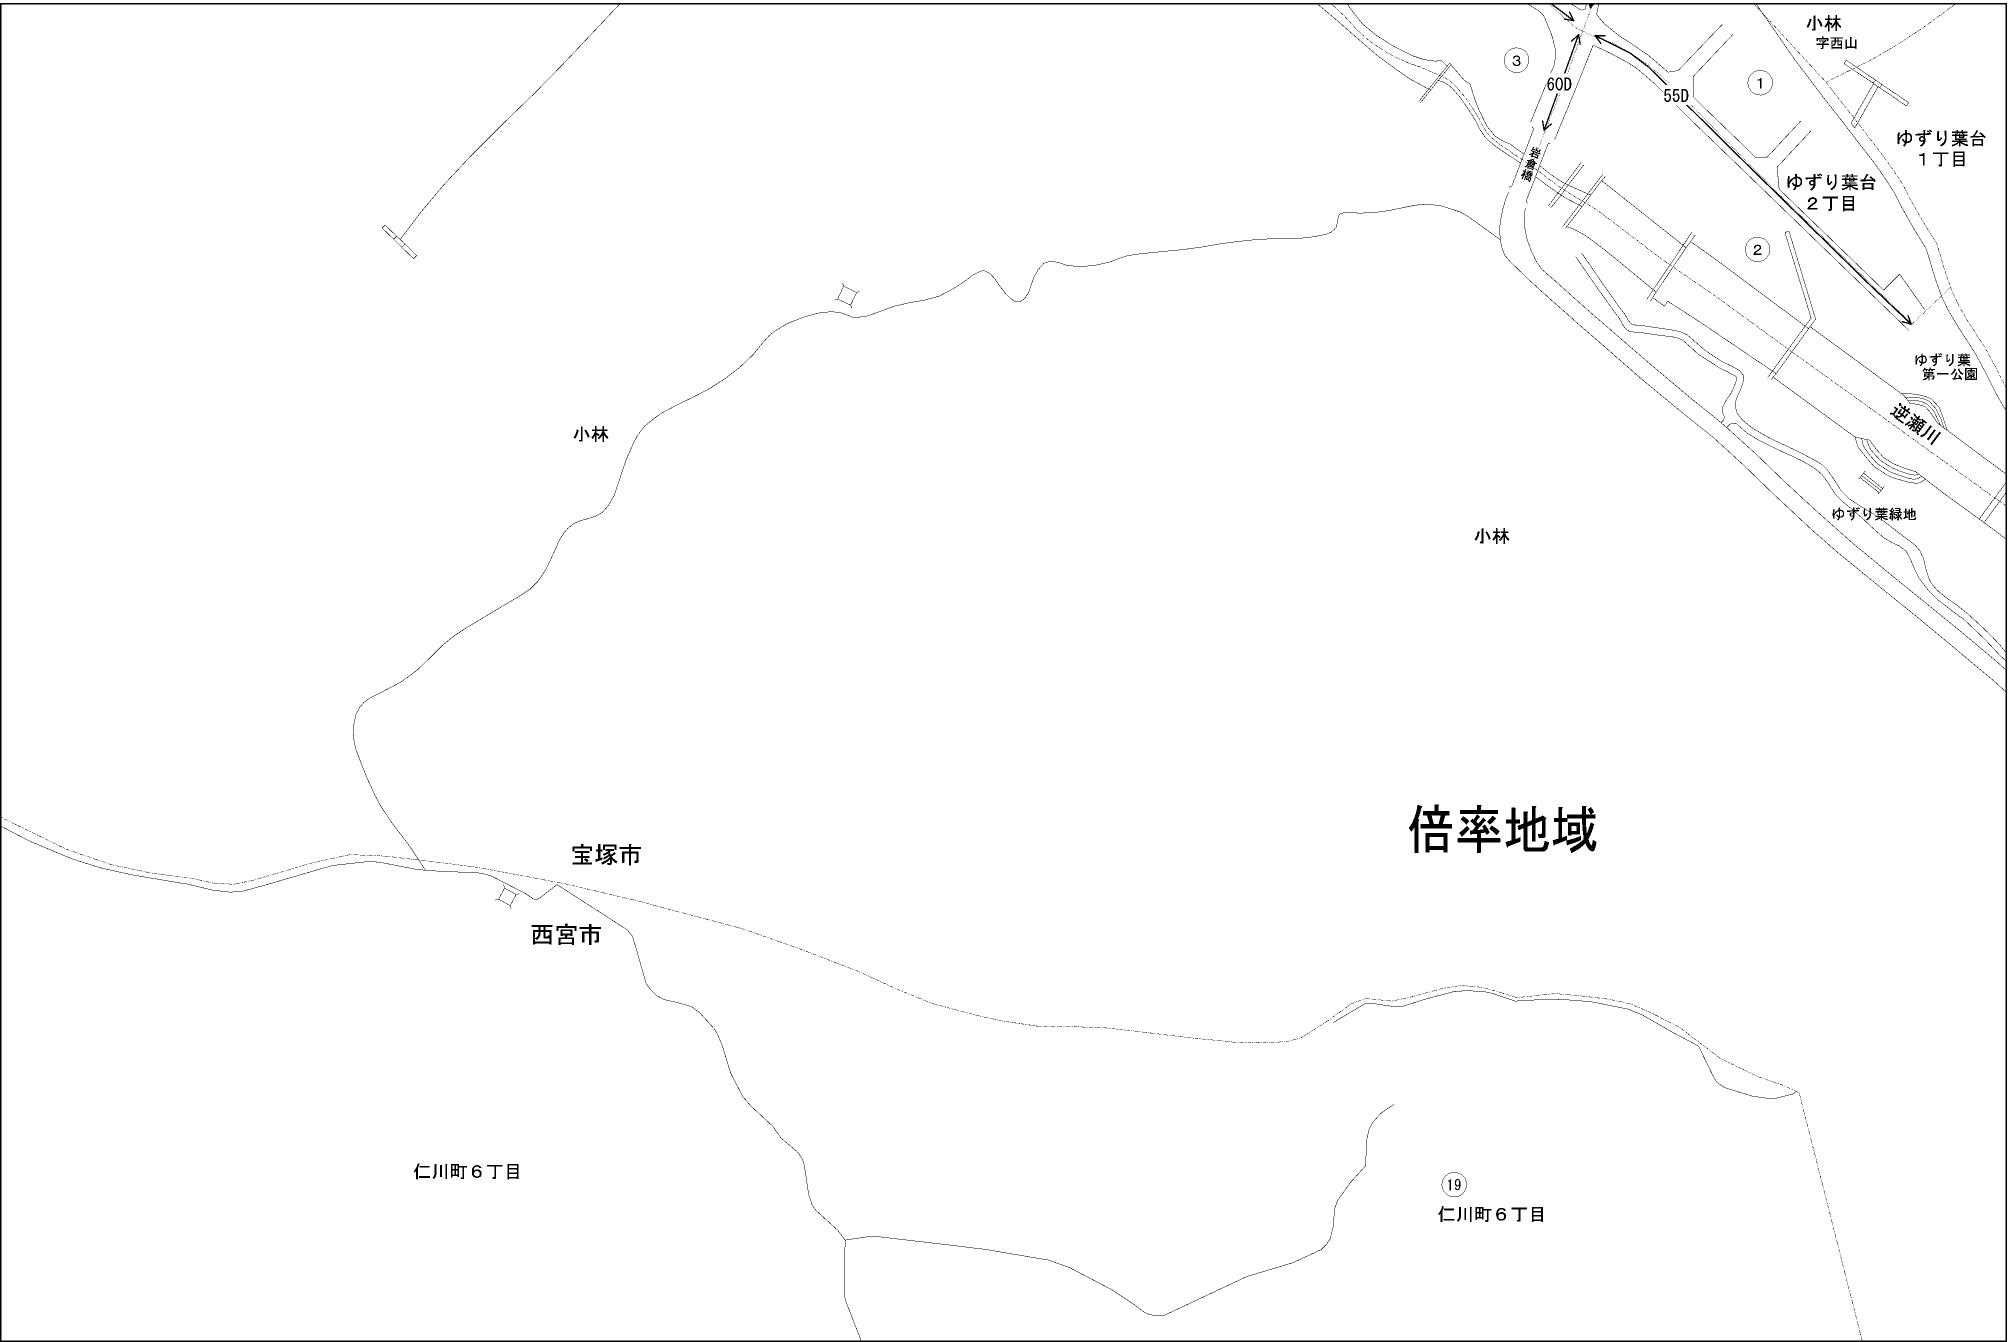 小林
字西山
3
60D
1
55D
ゆずり葉台
1丁目
岩倉橋
ゆずり葉台
2丁目
2
ゆずり葉
第一公園
逆瀬川
小林
ゆずり葉緑地
小林
倍率地域
宝塚市
西宮市
仁川町6丁目
19
仁川町6丁目